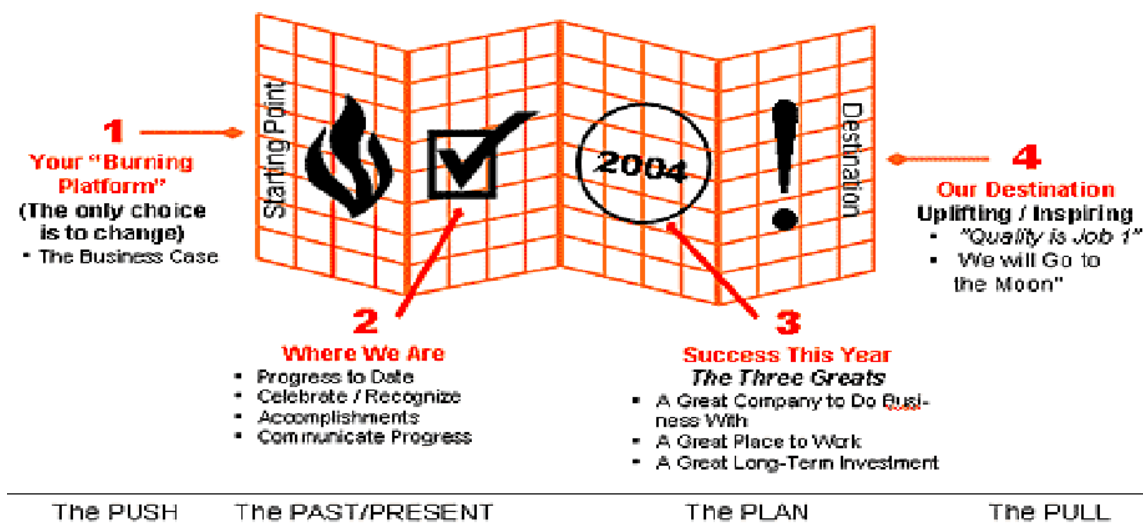 1
Your "Burning
Platform"
(The only choice
is to change)
▪ The Business Case
Starting Point
2004
Destination
4
Our Destination
Uplifting / Inspiring
▪ "Quality is Job 1"
▪ We will Go to
the Moon"
2
Where We Are
▪ Progress to Date
▪ Celebrate / Recognize
▪ Accomplishments
▪ Communicate Progress
3
Success This Year
The Three Greats
▪ A Great Company to Do Busi-
ness With
▪ A Great Place to Work
▪ A Great Long-Term Investment
The PUSH
The PAST/PRESENT
The PLAN
The PULL